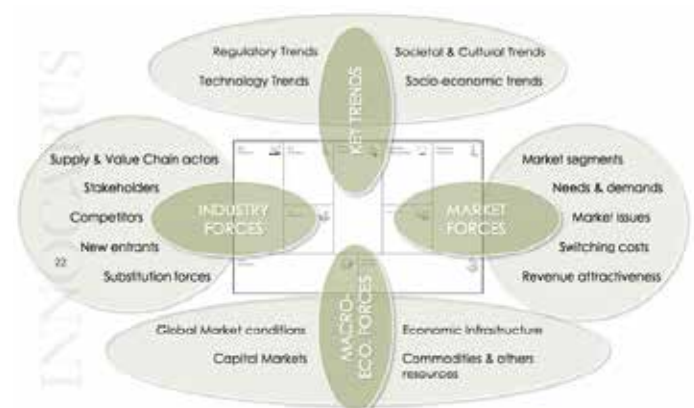 Regulatory Trends
Societal & Cultural Trends
Technology Trends
Socio-economic trends
KEY TRENDS
Supply & Value Chain actors
Stakeholders
Competitors
New entrants
Substitution forces
INDUSTRY
FORCES
MARKET
FORCES
Market segments
Needs & demands
Market issues
Switching costs
Revenue attractiveness
22
MACRO-
ECO. FORCES
Global Market conditions
Capital Markets
Economic Infrastructure
Commodities & others
resources
INNOCARUS